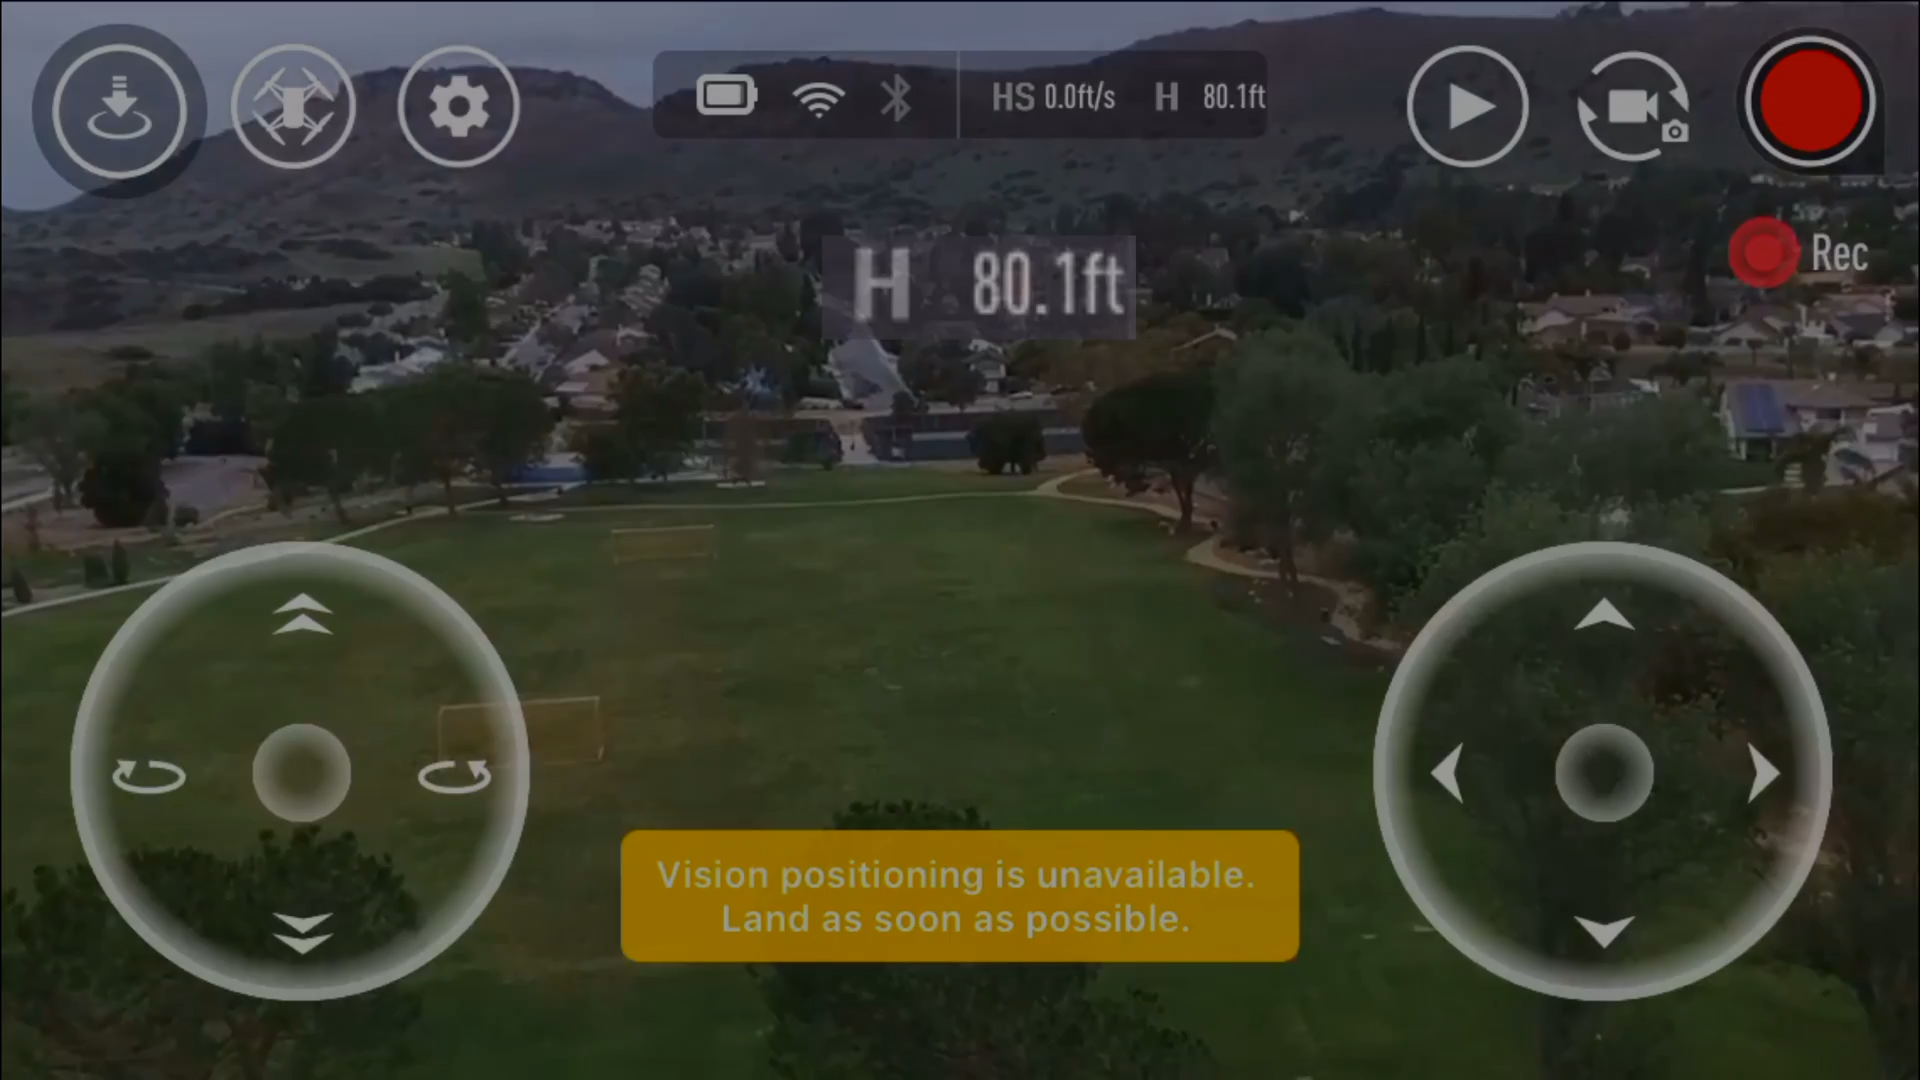 HS 0.0ft/s H 80.1ft
Rec
H 80.1ft
Vision positioning is unavailable.
Land as soon as possible.